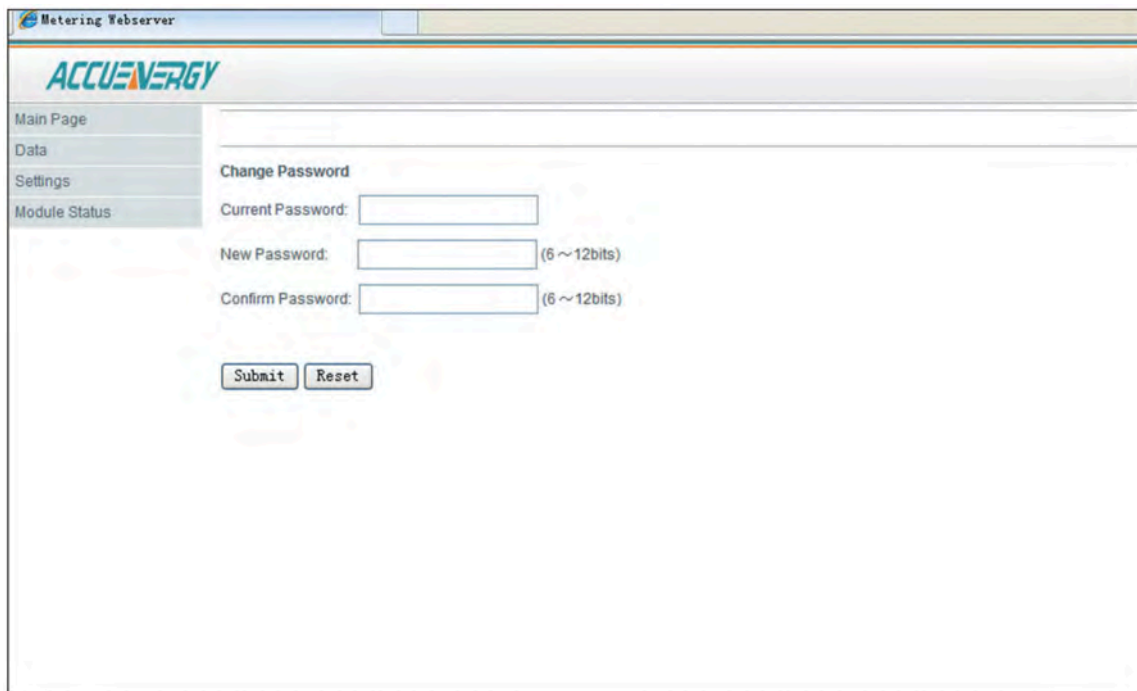 Metering Webserver
ACCUENERGY
Main Page
Data
Settings
Module Status
Change Password
Current Password:
New Password: (6～12bits)
Confirm Password: (6～12bits)
Submit Reset